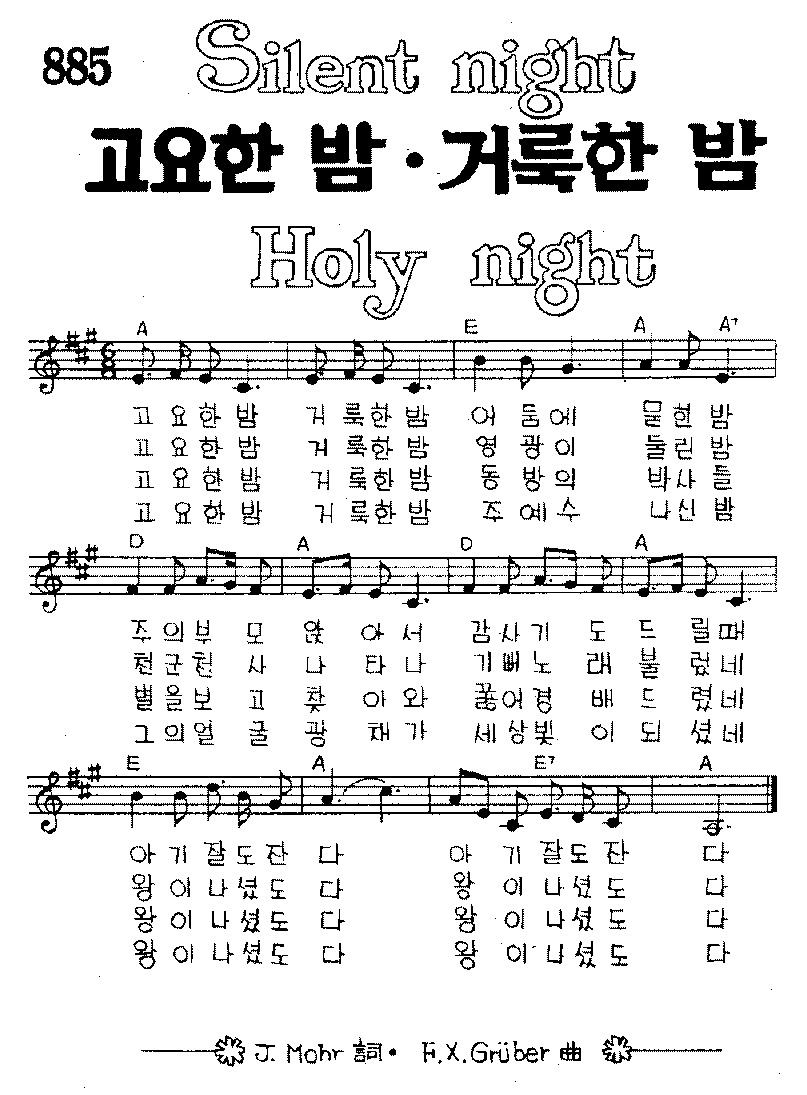 885
Silent night
고요한 밤·거룩한 밤
Holy night
A E A A7
고 요한 밤 거 룩한 밤 어 둠에 묻힌 밤
고 요한 밤 거 룩한 밤 영 광이 둘린 밤
고 요한 밤 거 룩한 밤 동 방의 박사 들
고 요한 밤 거 룩한 밤 주 예수 나신 밤
D A D A
주 의부 모 앉 아 서 감사기 도 드 릴때
천군천 사 나 타 나 기뻐노 래 불 렀네
별을보 고 찾 아 와 꿇어경 배 드 렸네
그의얼 굴 광 채 가 세상빛 이 되 셨네
E A E7 A
아 기 잘도잔 다 아 기 잘도 잔 다
왕 이 나셨도 다 왕 이 나셨도 다
왕 이 나셨도 다 왕 이 나셨도 다
왕 이 나셨도 다 왕 이 나셨도 다
J. Mohr 詞· F.X.Grüber 曲